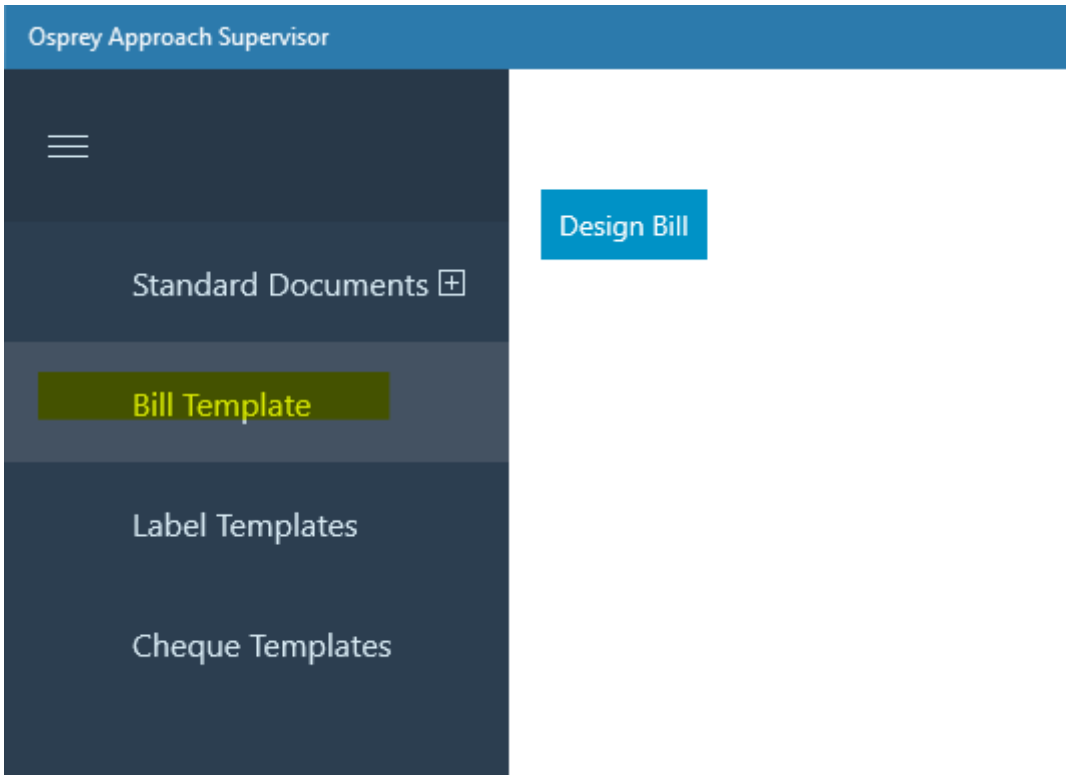 Osprey Approach Supervisor
Design Bill
Standard Documents
Bill Template
Label Templates
Cheque Templates